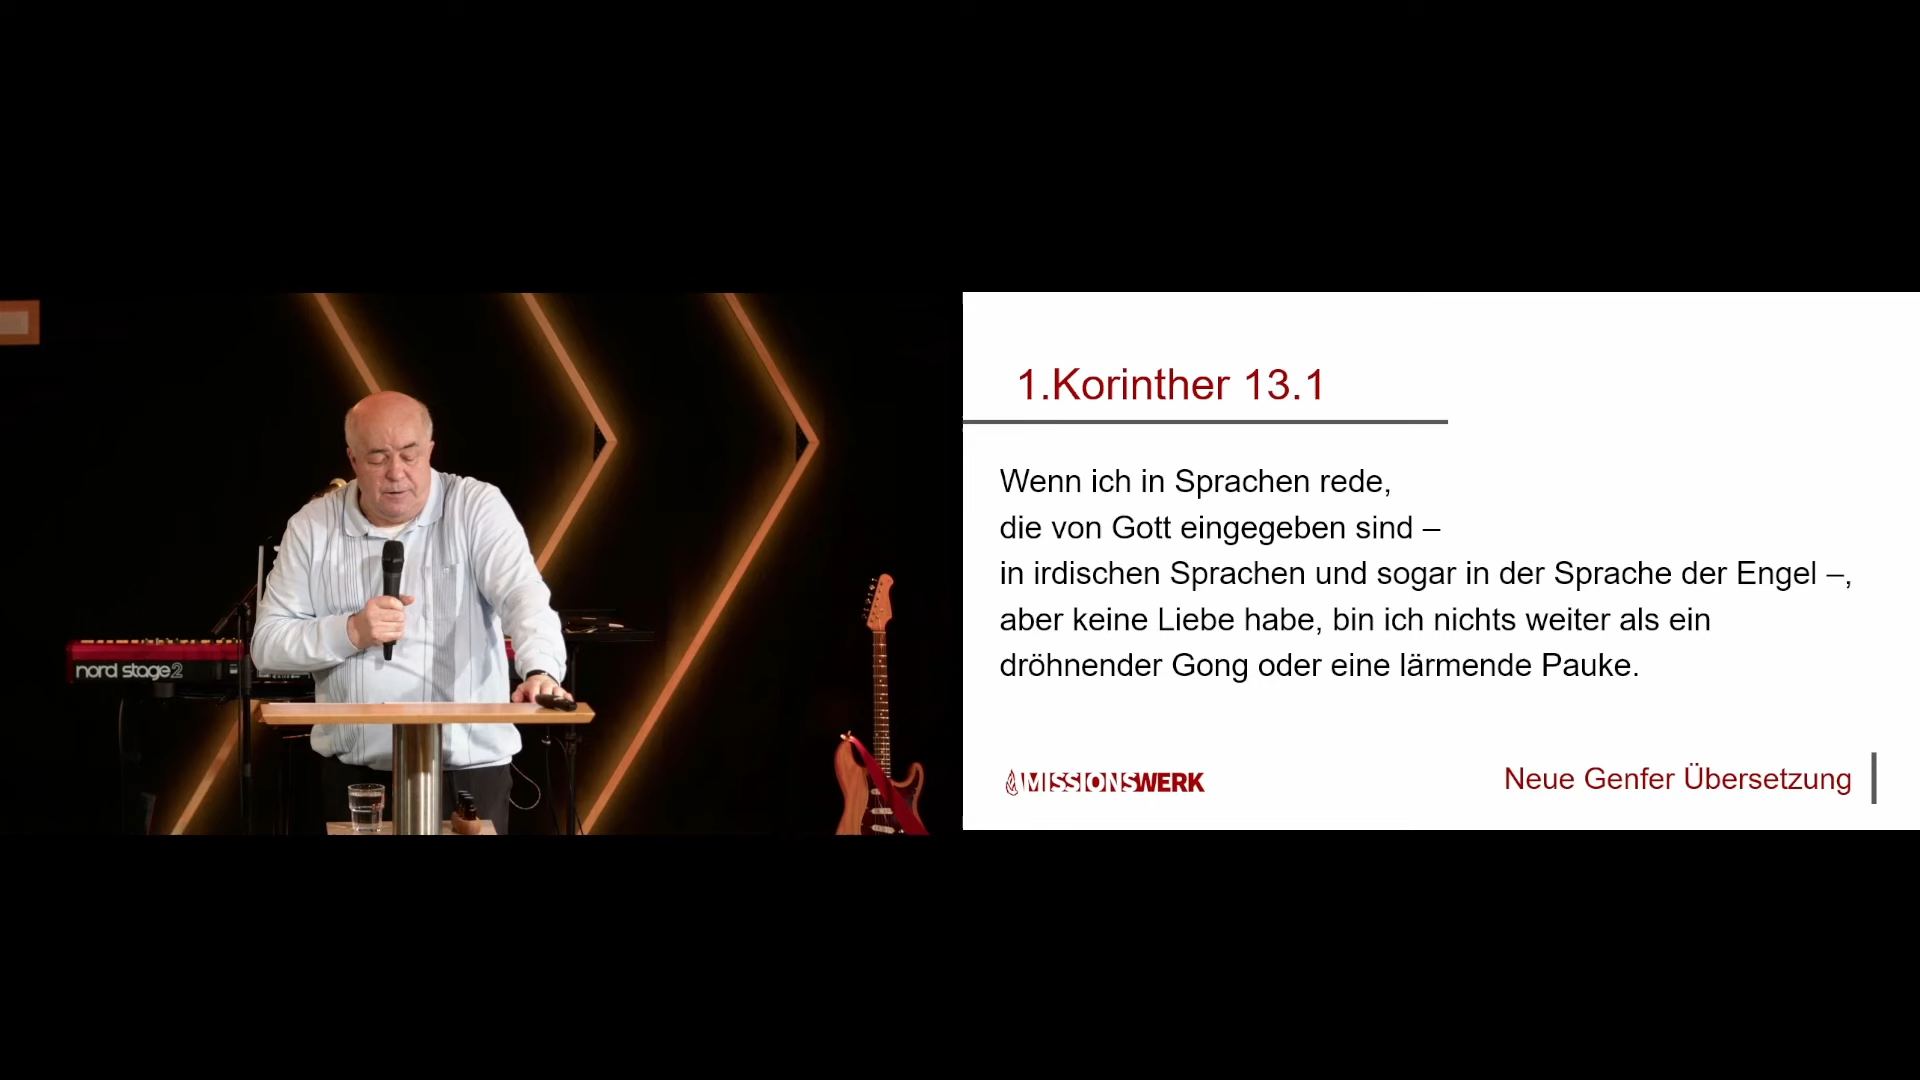 nord stage 2
1.Korinther 13.1
Wenn ich in Sprachen rede,
die von Gott eingegeben sind –
in irdischen Sprachen und sogar in der Sprache der Engel –,
aber keine Liebe habe, bin ich nichts weiter als ein
dröhnender Gong oder eine lärmende Pauke.
MISSIONSWERK
Neue Genfer Übersetzung